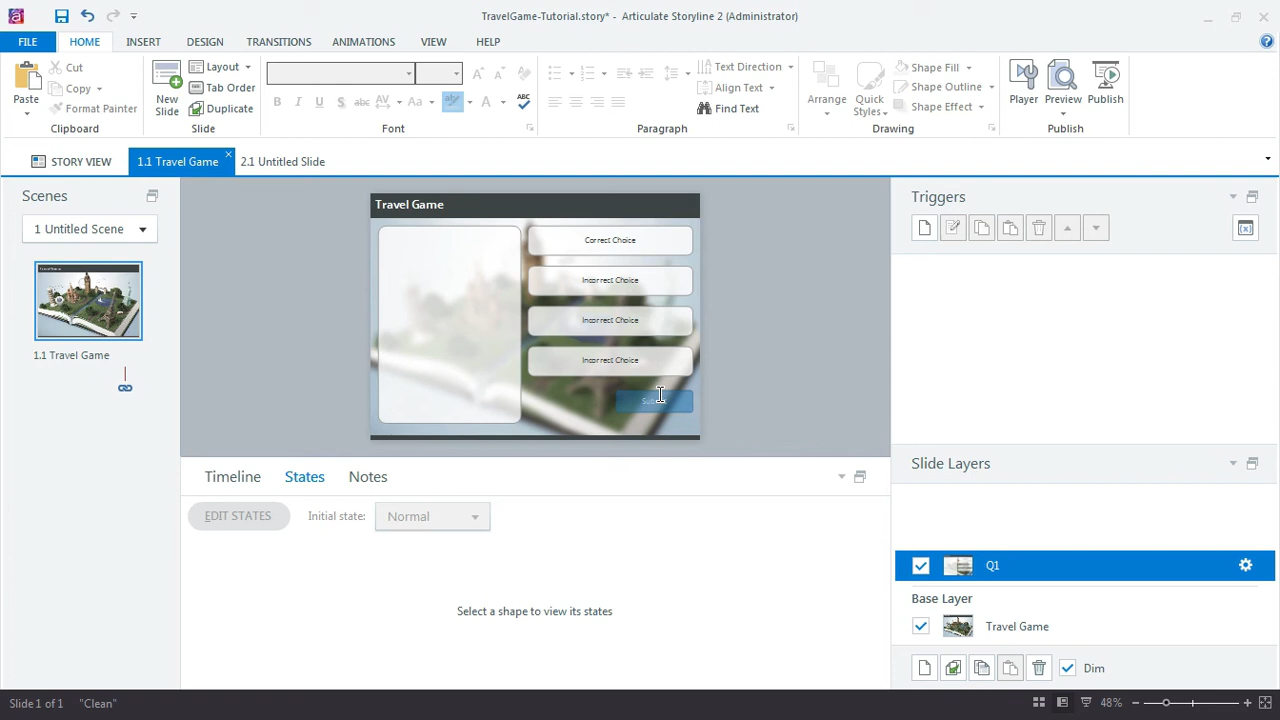 TravelGame-Tutorial.story* - Articulate Storyline 2 (Administrator)
FILE HOME INSERT DESIGN TRANSITIONS ANIMATIONS VIEW HELP
Paste
Cut
Copy
Format Painter
Clipboard
New Slide
Layout
Tab Order
Duplicate
Slide
B I U S abc AV Aa A ABC
Font
Text Direction
Align Text
Find Text
Paragraph
Arrange
Quick Styles
Shape Fill
Shape Outline
Shape Effect
Drawing
Player
Preview
Publish
Publish
STORY VIEW
1.1 Travel Game
2.1 Untitled Slide
Scenes
1 Untitled Scene
1.1 Travel Game
Travel Game
Correct Choice
Incorrect Choice
Incorrect Choice
Incorrect Choice
Timeline States Notes
EDIT STATES
Initial state:
Normal
Select a shape to view its states
Triggers
(x)
Slide Layers
Q1
Base Layer
Travel Game
Dim
Slide 1 of 1 "Clean"
48%